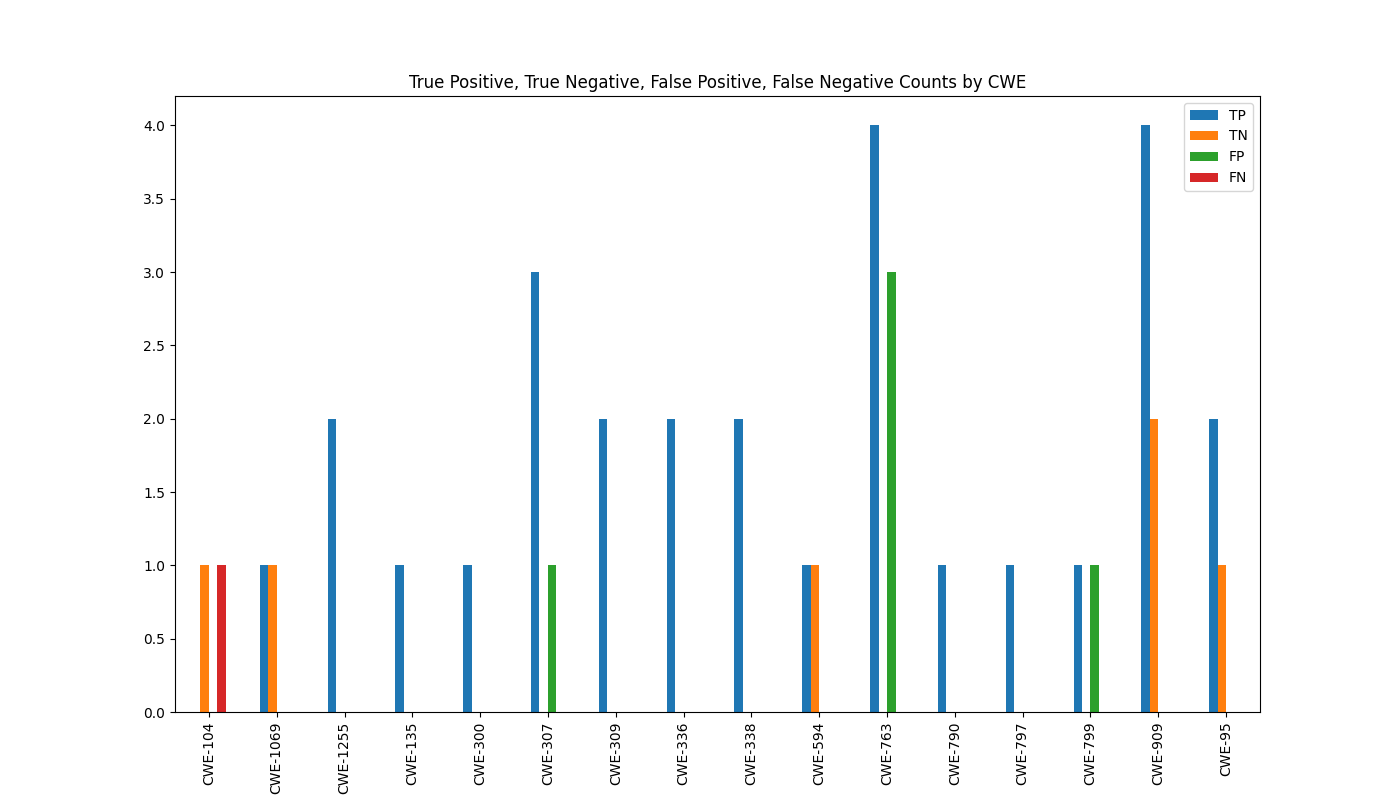 True Positive, True Negative, False Positive, False Negative Counts by CWE
TP
TN
FP
FN
4.0
3.5
3.0
2.5
2.0
1.5
1.0
0.5
0.0
CWE-104
CWE-1069
CWE-1255
CWE-135
CWE-300
CWE-307
CWE-309
CWE-336
CWE-338
CWE-594
CWE-763
CWE-790
CWE-797
CWE-799
CWE-909
CWE-95